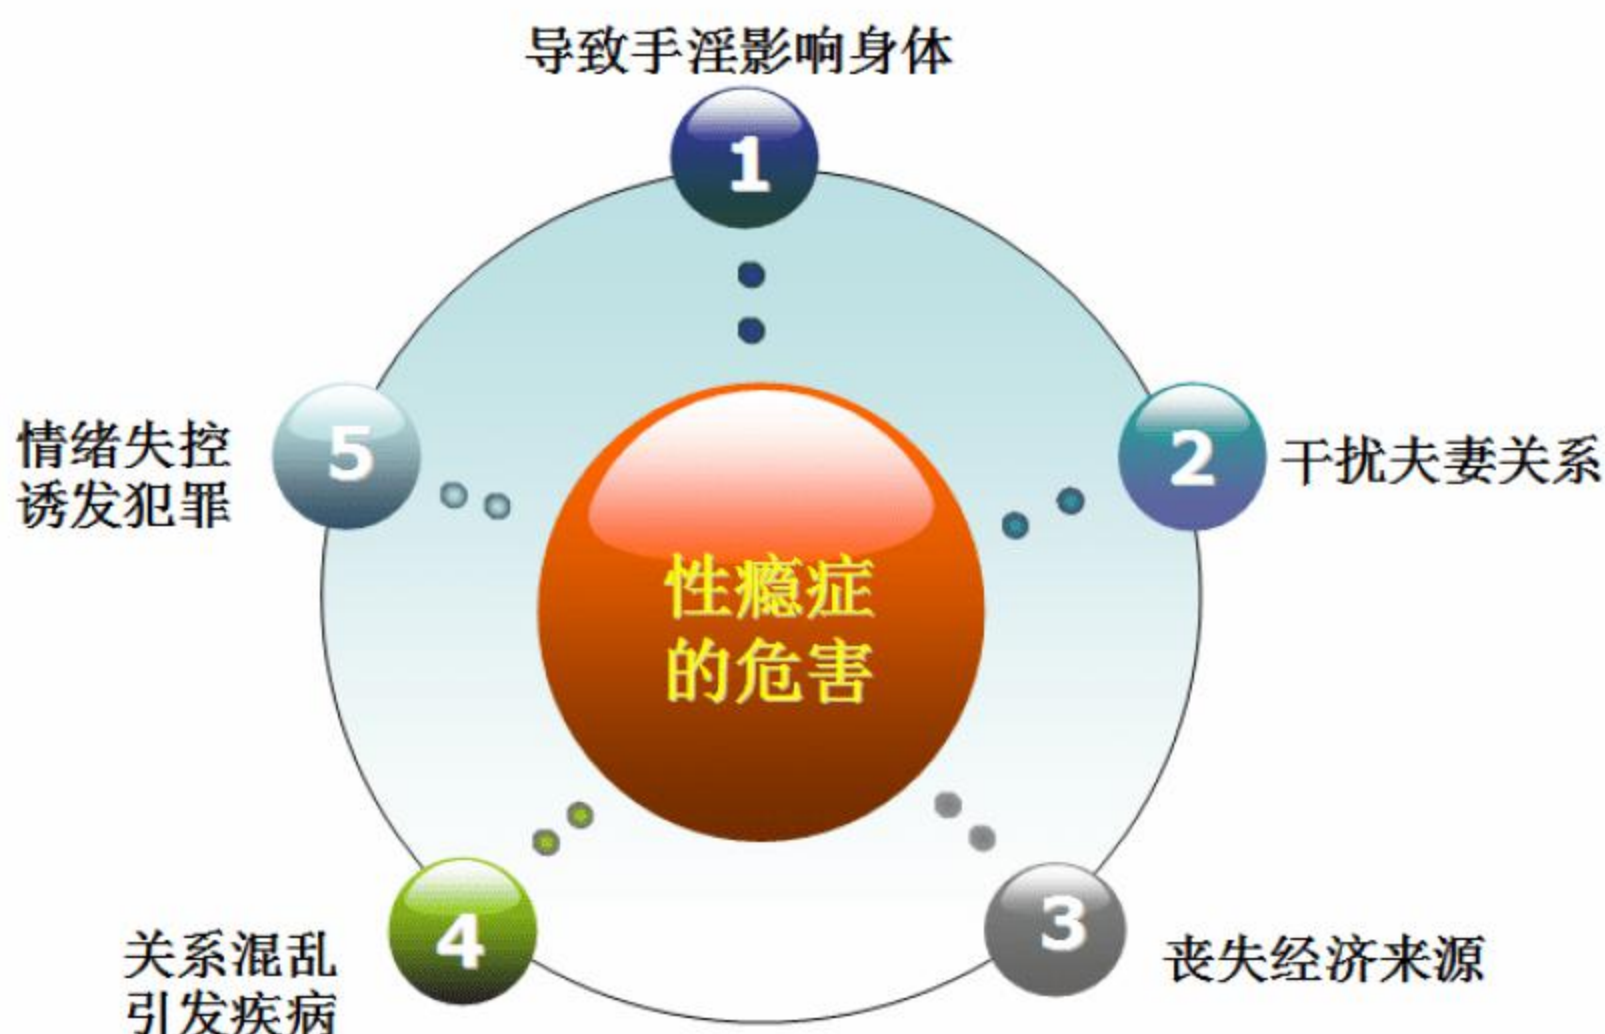 导致手淫影响身体
1
2
干扰夫妻关系
3
丧失经济来源
4
关系混乱
引发疾病
5
情绪失控
诱发犯罪
性瘾症
的危害